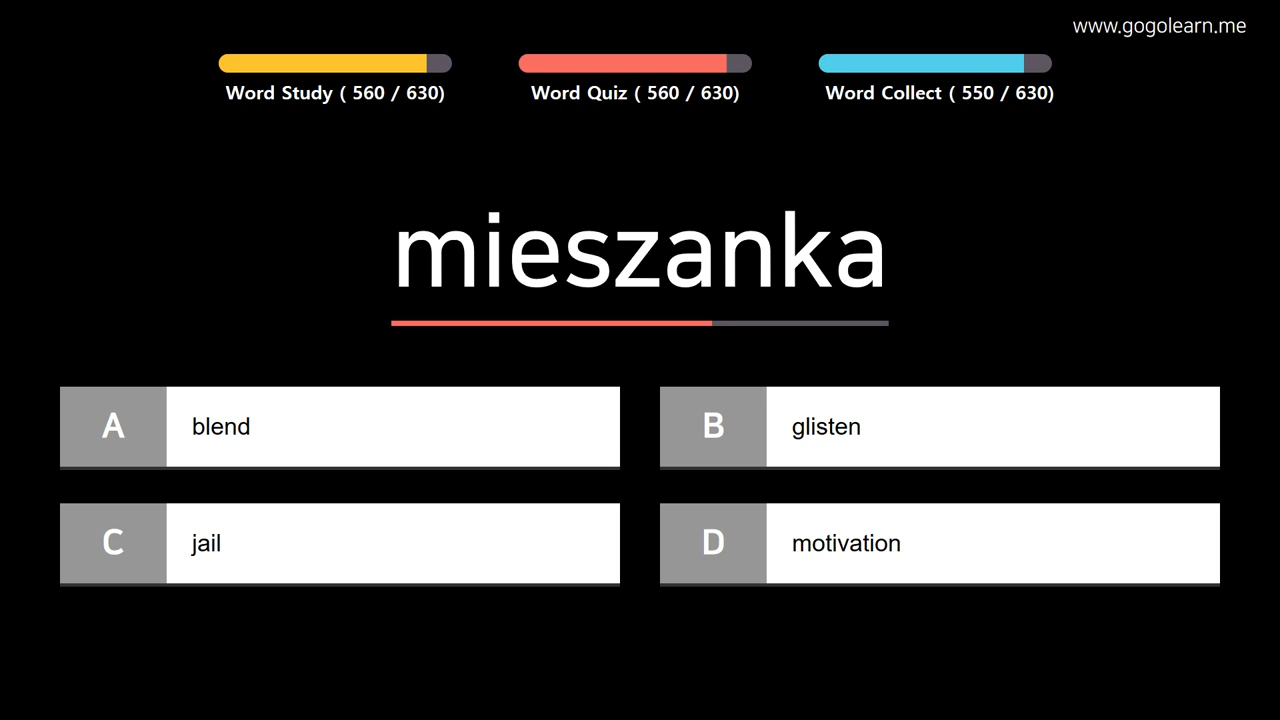 www.gogolearn.me
Word Study ( 560 / 630)
Word Quiz ( 560 / 630)
Word Collect ( 550 / 630)
mieszanka
A blend
B glisten
C jail
D motivation